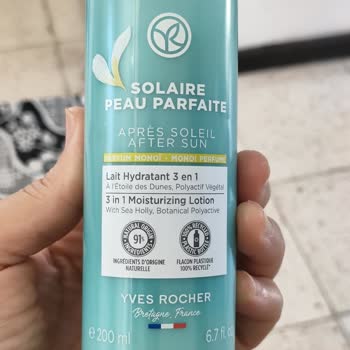 SOLAIRE
PEAU PARFAITE
APRÈS SOLEIL
AFTER SUN
PARFUM MONOÏ - MONOI PERFUME
Lait Hydratant 3 en 1
À l'Étoile des Dunes, Polyactif Végétal
3 in 1 Moisturizing Lotion
With Sea Holly, Botanical Polyactive
91%
INGRÉDIENTS D'ORIGINE
NATURELLE
FLACON PLASTIQUE
100% RECYCLÉ*
YVES ROCHER
Bretagne, France
e 200 ml
6.7 fl.